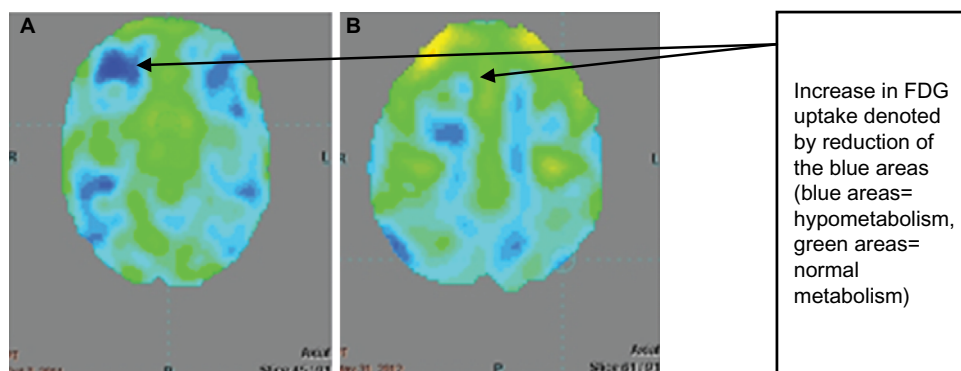 A
B
R
L
R
L
P
P
Increase in FDG
uptake denoted
by reduction of
the blue areas
(blue areas=
hypometabolism,
green areas=
normal
metabolism)